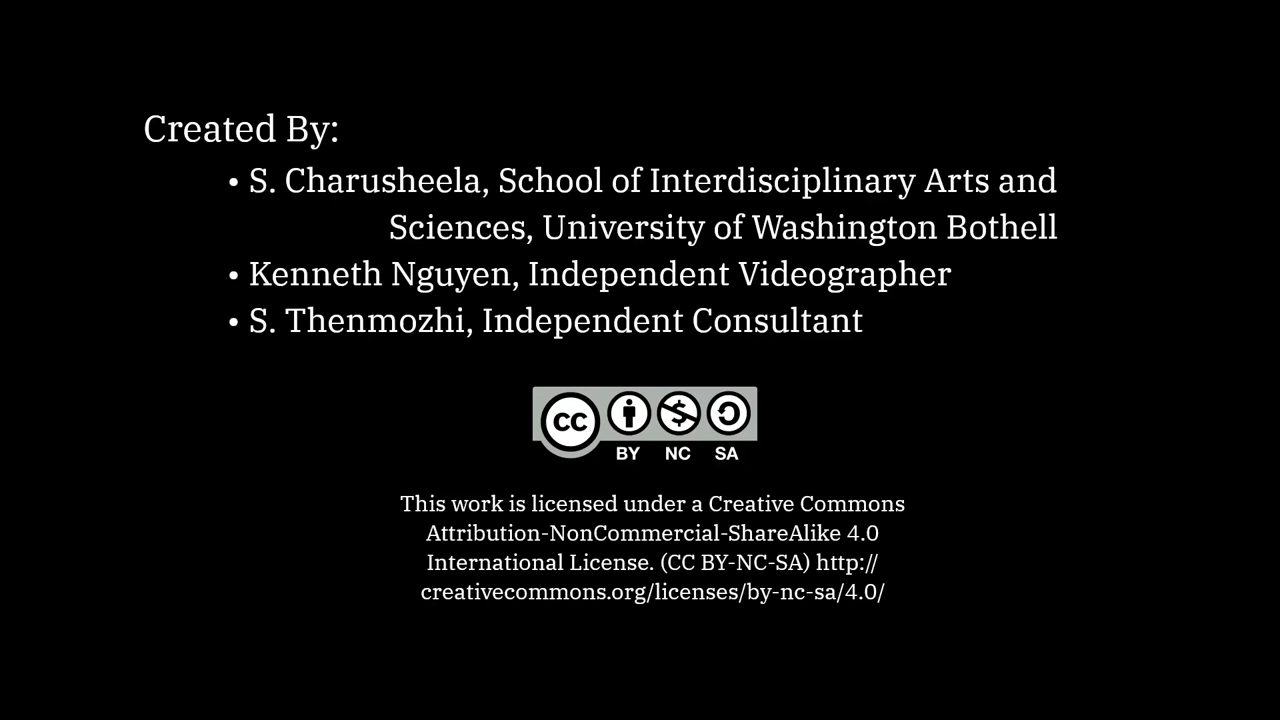 Created By:
• S. Charusheela, School of Interdisciplinary Arts and
Sciences, University of Washington Bothell
• Kenneth Nguyen, Independent Videographer
• S. Thenmozhi, Independent Consultant
CC
BY NC SA
This work is licensed under a Creative Commons
Attribution-NonCommercial-ShareAlike 4.0
International License. (CC BY-NC-SA) http://
creativecommons.org/licenses/by-nc-sa/4.0/